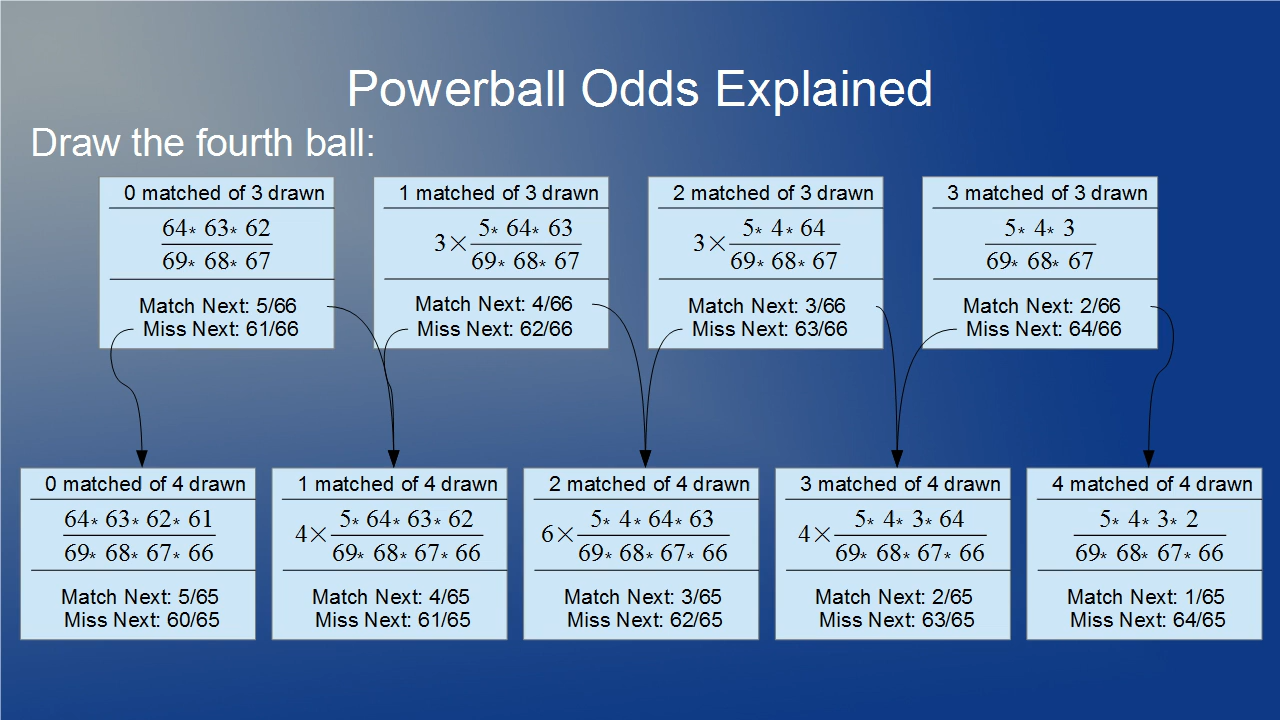 Powerball Odds Explained
Draw the fourth ball:
0 matched of 3 drawn
64* 63* 62
69* 68* 67
Match Next: 5/66
Miss Next: 61/66
1 matched of 3 drawn
3× 5* 64* 63
69* 68* 67
Match Next: 4/66
Miss Next: 62/66
2 matched of 3 drawn
3× 5* 4* 64
69* 68* 67
Match Next: 3/66
Miss Next: 63/66
3 matched of 3 drawn
5* 4* 3
69* 68* 67
Match Next: 2/66
Miss Next: 64/66
0 matched of 4 drawn
64* 63* 62* 61
69* 68* 67* 66
Match Next: 5/65
Miss Next: 60/65
1 matched of 4 drawn
4× 5* 64* 63* 62
69* 68* 67* 66
Match Next: 4/65
Miss Next: 61/65
2 matched of 4 drawn
6× 5* 4* 64* 63
69* 68* 67* 66
Match Next: 3/65
Miss Next: 62/65
3 matched of 4 drawn
4× 5* 4* 3* 64
69* 68* 67* 66
Match Next: 2/65
Miss Next: 63/65
4 matched of 4 drawn
5* 4* 3* 2
69* 68* 67* 66
Match Next: 1/65
Miss Next: 64/65